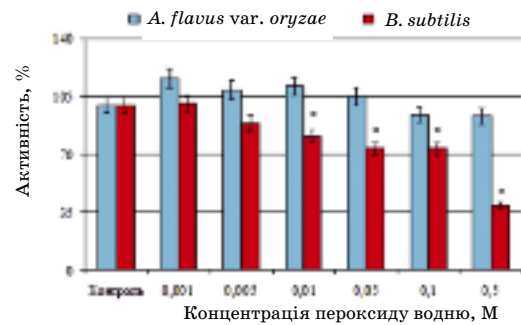 A. flavus var. oryzae B. subtilis
Активність, %
140
100
0
Контроль 0,001 0,005 0,01 0,05 0,1 0,5
Концентрація пероксиду водню, М